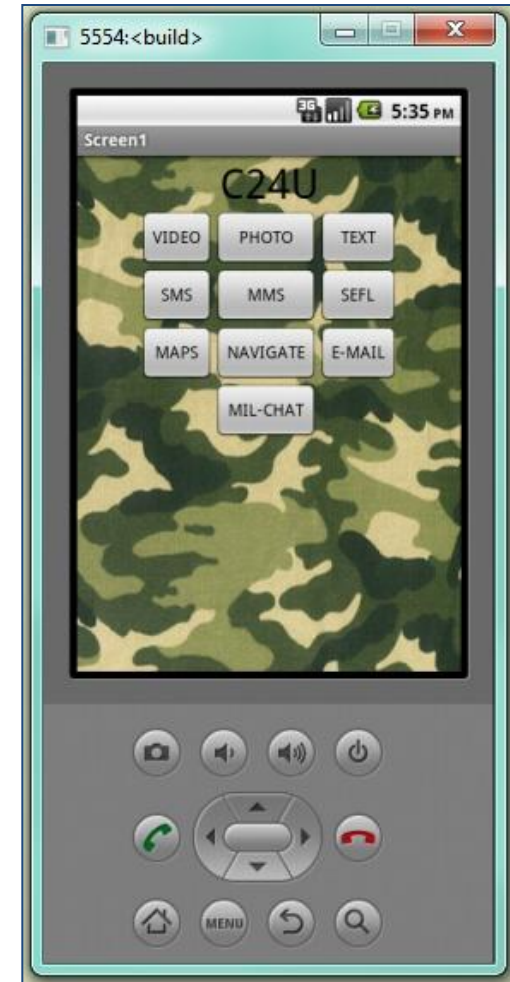 5554:<build>
3G 5:35 PM
Screen1
C24U
VIDEO PHOTO TEXT
SMS MMS SEFL
MAPS NAVIGATE E-MAIL
MIL-CHAT
MENU